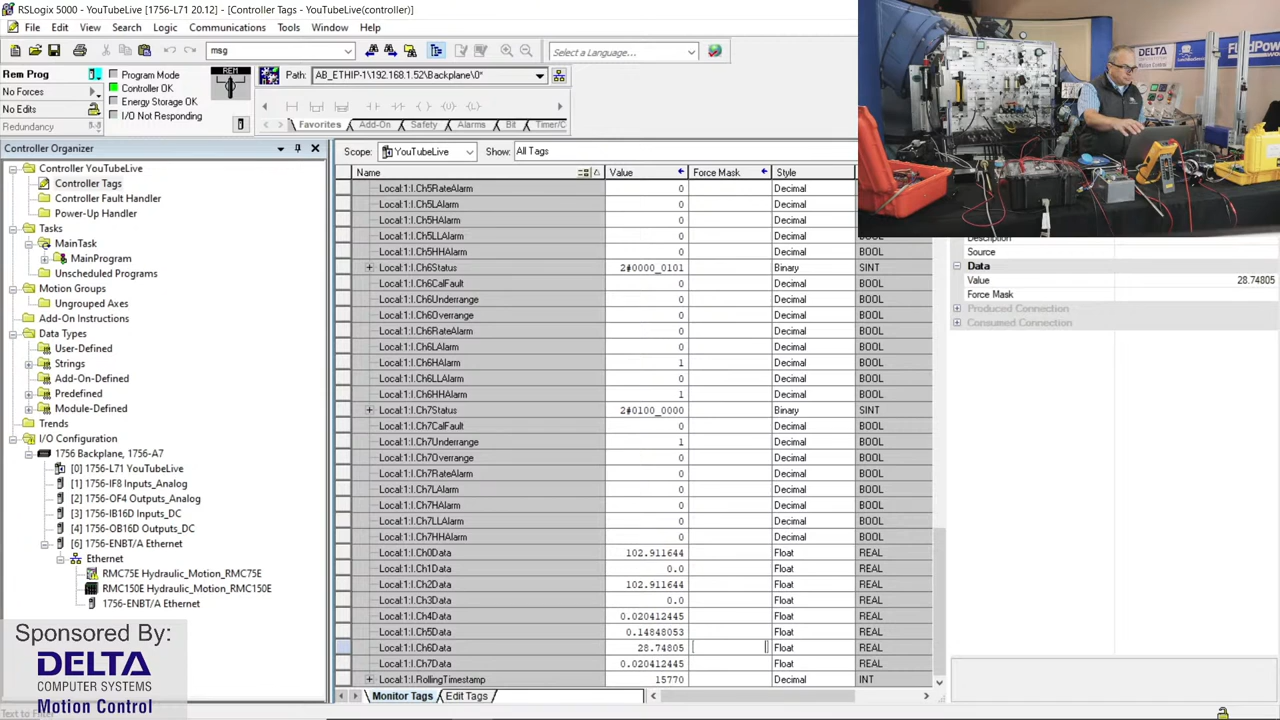 RSLogix 5000 - YouTubeLive [1756-L71 20.12] - [Controller Tags - YouTubeLive(controller)]
File Edit View Search Logic Communications Tools Window Help
msg
Select a Language...
Rem Prog
Program Mode
No Forces
Controller OK
No Edits
Energy Storage OK
Redundancy
I/O Not Responding
REM
Path: AB_ETHIP-1\192.168.1.52\Backplane\0*
Favorites Add-On Safety Alarms Bit Timer/C
Controller Organizer
Controller YouTubeLive
Controller Tags
Controller Fault Handler
Power-Up Handler
Tasks
MainTask
MainProgram
Unscheduled Programs
Motion Groups
Ungrouped Axes
Add-On Instructions
Data Types
User-Defined
Strings
Add-On-Defined
Predefined
Module-Defined
Trends
I/O Configuration
1756 Backplane, 1756-A7
[0] 1756-L71 YouTubeLive
[1] 1756-IF8 Inputs_Analog
[2] 1756-OF4 Outputs_Analog
[3] 1756-IB16D Inputs_DC
[4] 1756-OB16D Outputs_DC
[6] 1756-ENBT/A Ethernet
Ethernet
RMC75E Hydraulic_Motion_RMC75E
RMC150E Hydraulic_Motion_RMC150E
1756-ENBT/A Ethernet
Sponsored By:
DELTA
COMPUTER SYSTEMS
Motion Control
Text to Filter
Scope: YouTubeLive Show: All Tags
Name Value Force Mask Style
Local:1:I.Ch5RateAlarm 0 Decimal
Local:1:I.Ch5LAlarm 0 Decimal
Local:1:I.Ch5HAlarm 0 Decimal
Local:1:I.Ch5LLAlarm 0 Decimal BOOL
Local:1:I.Ch5HHAlarm 0 Decimal BOOL
Local:1:I.Ch6Status 2#0000_0101 Binary SINT
Local:1:I.Ch6CalFault 0 Decimal BOOL
Local:1:I.Ch6Underrange 0 Decimal BOOL
Local:1:I.Ch6Overrange 0 Decimal BOOL
Local:1:I.Ch6RateAlarm 0 Decimal BOOL
Local:1:I.Ch6LAlarm 0 Decimal BOOL
Local:1:I.Ch6HAlarm 1 Decimal BOOL
Local:1:I.Ch6LLAlarm 0 Decimal BOOL
Local:1:I.Ch6HHAlarm 1 Decimal BOOL
Local:1:I.Ch7Status 2#0100_0000 Binary SINT
Local:1:I.Ch7CalFault 0 Decimal BOOL
Local:1:I.Ch7Underrange 1 Decimal BOOL
Local:1:I.Ch7Overrange 0 Decimal BOOL
Local:1:I.Ch7RateAlarm 0 Decimal BOOL
Local:1:I.Ch7LAlarm 0 Decimal BOOL
Local:1:I.Ch7HAlarm 0 Decimal BOOL
Local:1:I.Ch7LLAlarm 0 Decimal BOOL
Local:1:I.Ch7HHAlarm 0 Decimal BOOL
Local:1:I.Ch0Data 102.911644 Float REAL
Local:1:I.Ch1Data 0.0 Float REAL
Local:1:I.Ch2Data 102.911644 Float REAL
Local:1:I.Ch3Data 0.0 Float REAL
Local:1:I.Ch4Data 0.020412445 Float REAL
Local:1:I.Ch5Data 0.14848053 Float REAL
Local:1:I.Ch6Data 28.74805 Float REAL
Local:1:I.Ch7Data 0.020412445 Float REAL
Local:1:I.RollingTimestamp 15770 Decimal INT
Monitor Tags Edit Tags
DELTA
MOTION CONTROL
Description
Source
Data
Value 28.74805
Force Mask
Produced Connection
Consumed Connection